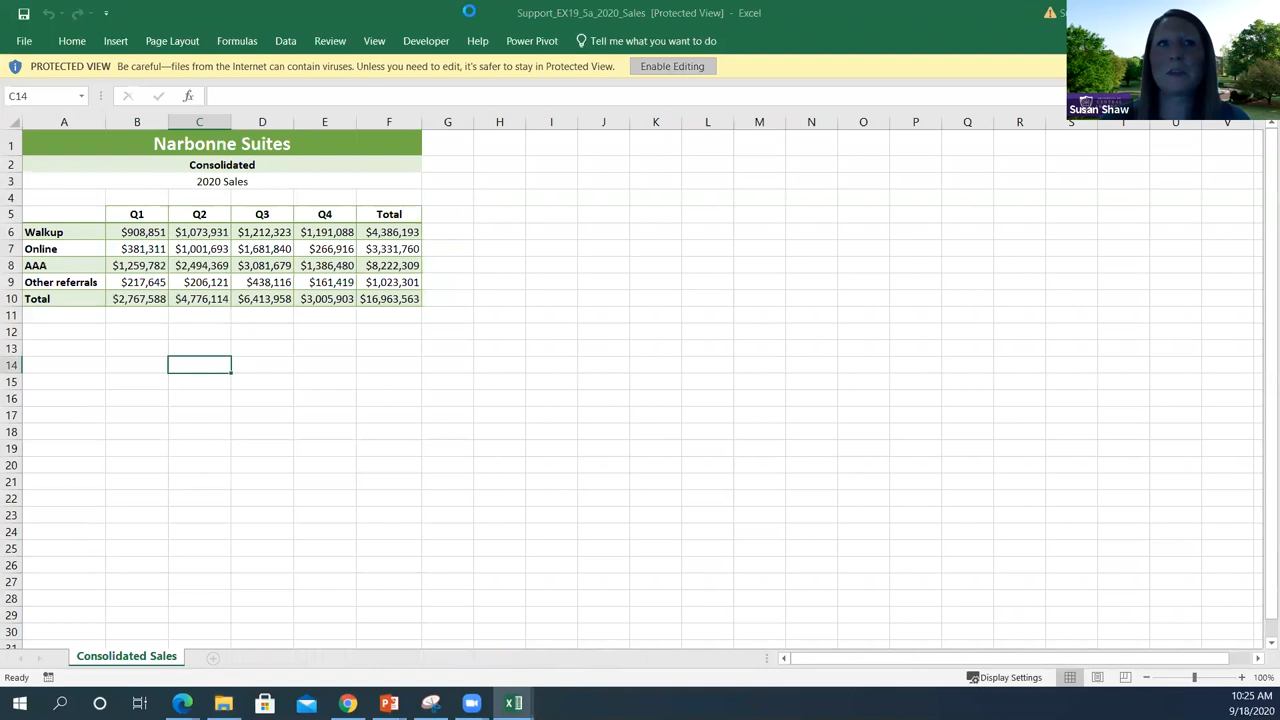 Support_EX19_5a_2020_Sales [Protected View] - Excel
File Home Insert Page Layout Formulas Data Review View Developer Help Power Pivot Tell me what you want to do
PROTECTED VIEW Be careful—files from the Internet can contain viruses. Unless you need to edit, it's safer to stay in Protected View. Enable Editing
C14
Susan Shaw
A B C D E F G H I J K L M N O P Q R S T U V
1 Narbonne Suites
2 Consolidated
3 2020 Sales
4
5 Q1 Q2 Q3 Q4 Total
6 Walkup $908,851 $1,073,931 $1,212,323 $1,191,088 $4,386,193
7 Online $381,311 $1,001,693 $1,681,840 $266,916 $3,331,760
8 AAA $1,259,782 $2,494,369 $3,081,679 $1,386,480 $8,222,309
9 Other referrals $217,645 $206,121 $438,116 $161,419 $1,023,301
10 Total $2,767,588 $4,776,114 $6,413,958 $3,005,903 $16,963,563
11
12
13
14
15
16
17
18
19
20
21
22
23
24
25
26
27
28
29
30
Consolidated Sales
Ready Display Settings 100%
10:25 AM
9/18/2020